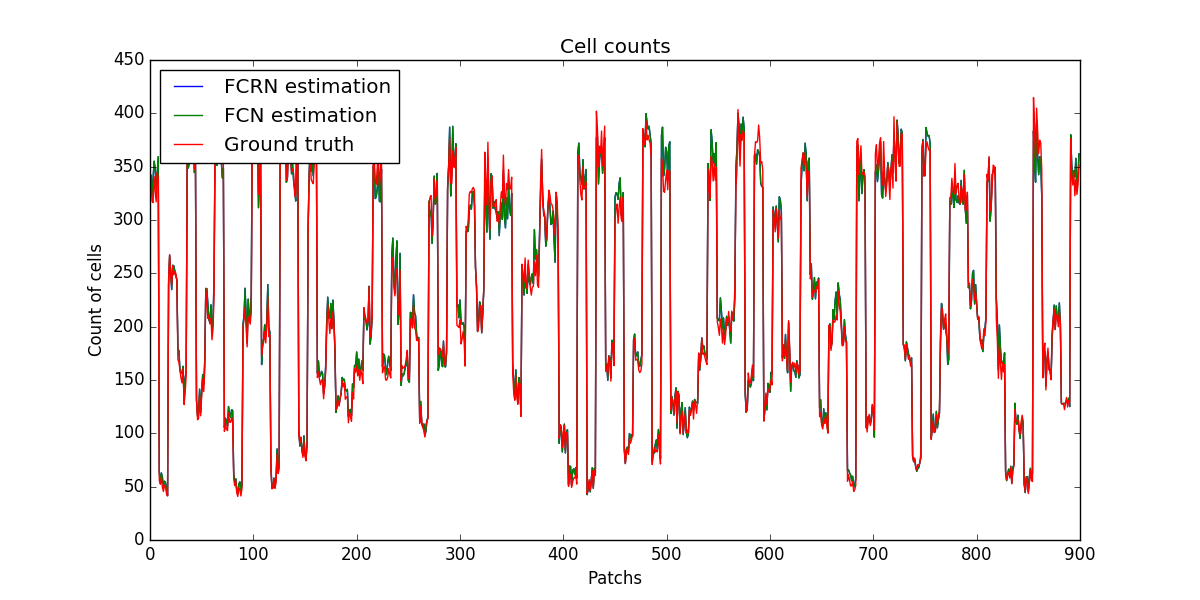 Cell counts
450
400
350
300
250
200
150
100
50
0
Count of cells
FCRN estimation
FCN estimation
Ground truth
0 100 200 300 400 500 600 700 800 900
Patchs